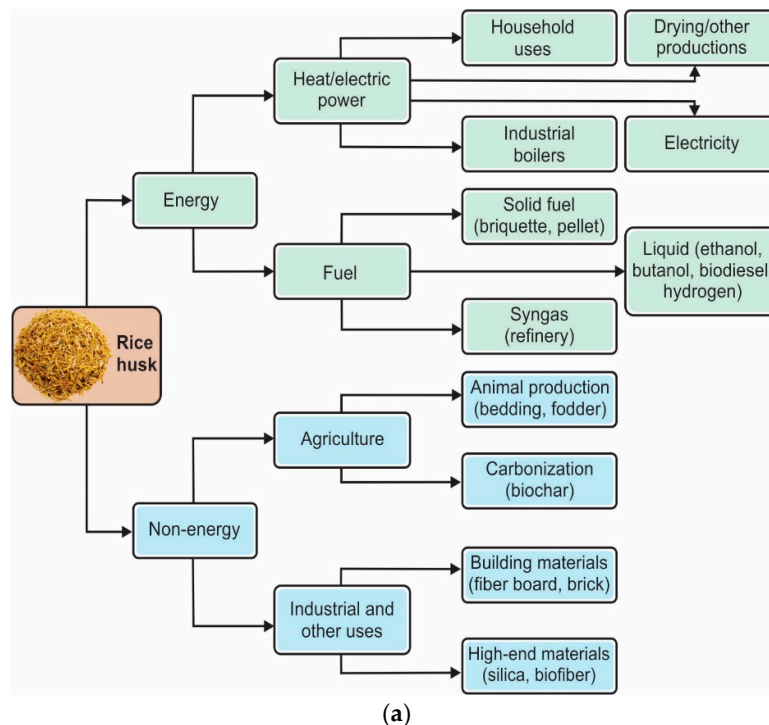 Household
uses
Drying/other
productions
Heat/electric
power
Industrial
boilers
Electricity
Energy
Solid fuel
(briquette, pellet)
Fuel
Liquid (ethanol,
butanol, biodiesel
hydrogen)
Syngas
(refinery)
Rice
husk
Animal production
(bedding, fodder)
Agriculture
Carbonization
(biochar)
Non-energy
Building materials
(fiber board, brick)
Industrial and
other uses
High-end materials
(silica, biofiber)
(a)